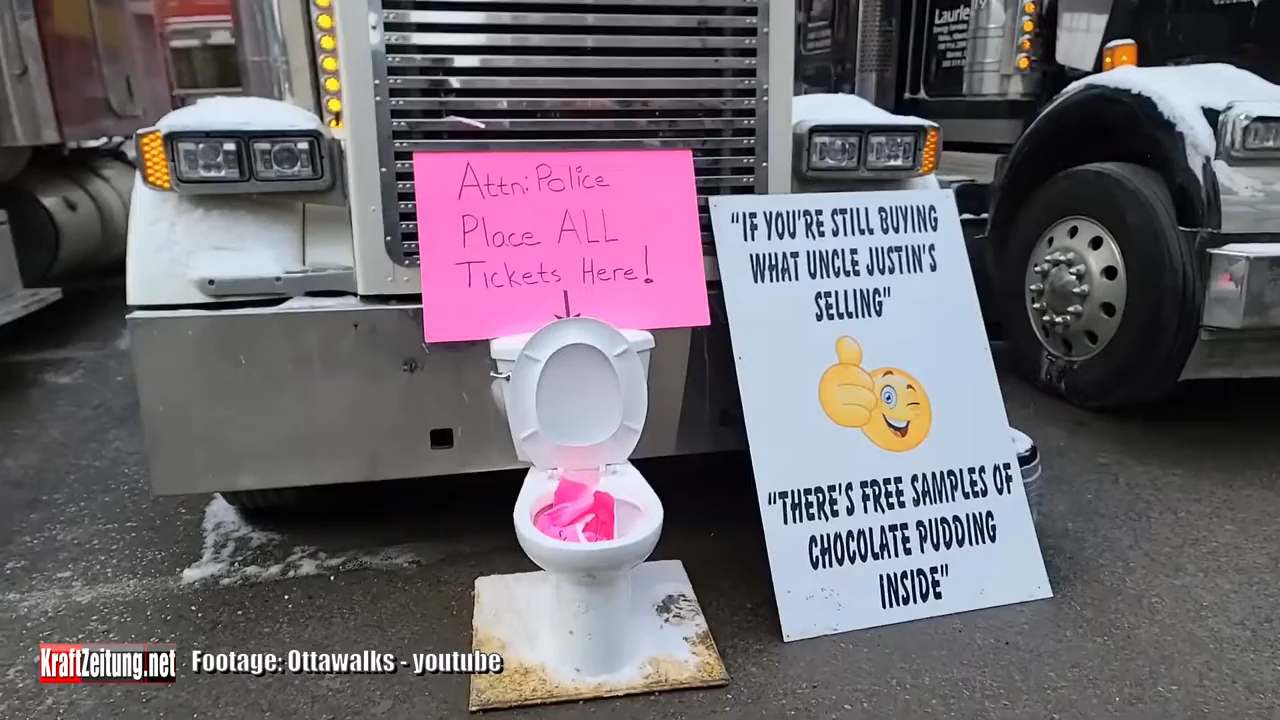 Laurie
Attn: Police
Place ALL
Tickets Here!
"IF YOU'RE STILL BUYING
WHAT UNCLE JUSTIN'S
SELLING"
"THERE'S FREE SAMPLES OF
CHOCOLATE PUDDING
INSIDE"
KraftZeitung.net
Footage: Ottawalks - youtube